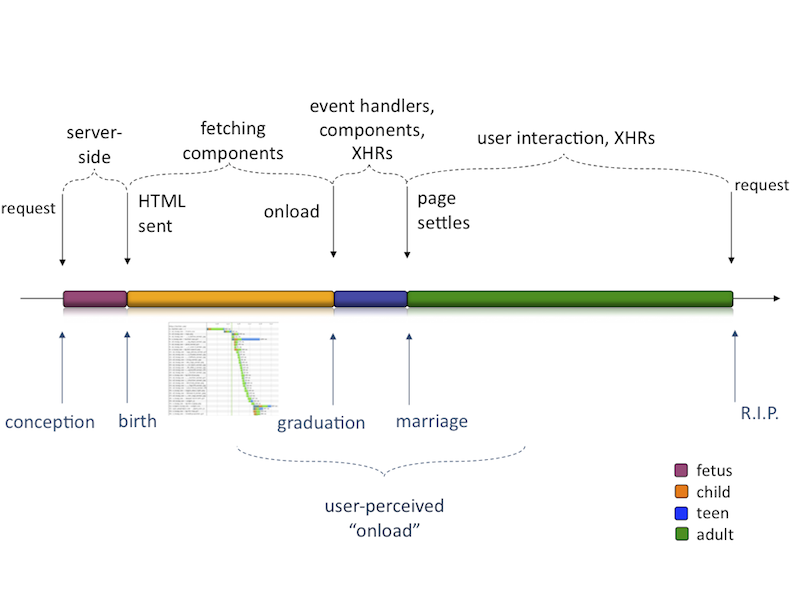 event handlers,
components,
XHRs
server-
side
fetching
components
user interaction, XHRs
request
HTML
sent
onload
page
settles
request
conception
birth
graduation
marriage
R.I.P.
user-perceived
“onload”
fetus
child
teen
adult